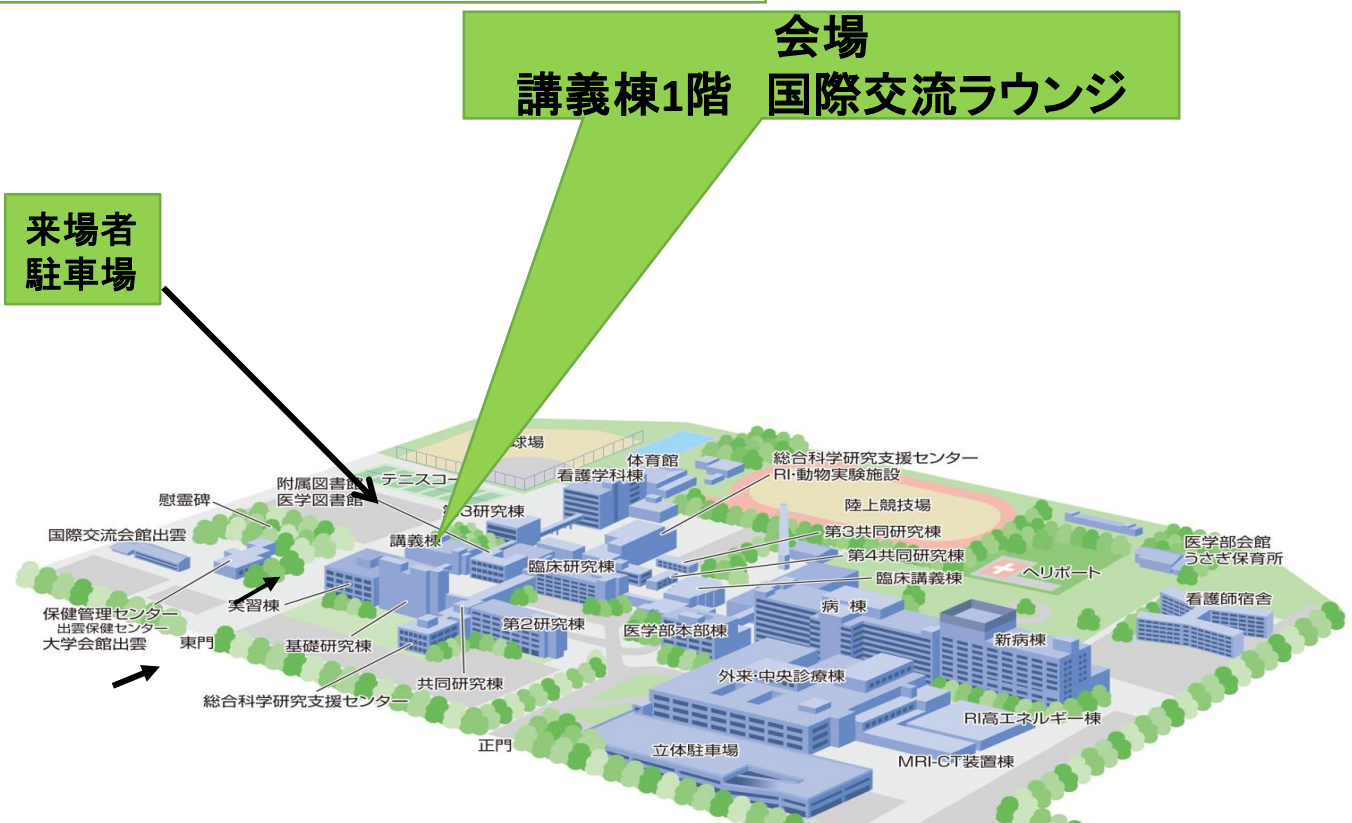 会場
講義棟1階　国際交流ラウンジ
来場者
駐車場
球場
体育館
看護学科棟
総合科学研究支援センター
RI・動物実験施設
附属図書館
医学図書館
テニスコー
慰霊碑
陸上競技場
3研究棟
第3共同研究棟
国際交流会館出雲
講義棟
第4共同研究棟
医学部会館
うさぎ保育所
臨床研究棟
臨床講義棟
ヘリポート
保健管理センター
出雲保健センター
大学会館出雲
実習棟
病棟
看護師宿舎
東門
基礎研究棟
第2研究棟
医学部本部棟
新病棟
共同研究棟
外来・中央診療棟
総合科学研究支援センター
RI高エネルギー棟
正門
立体駐車場
MRI-CT装置棟